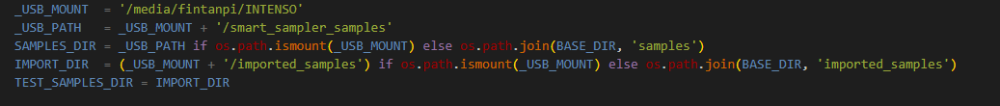 _USB_MOUNT  = '/media/fintanpi/INTENSO'
_USB_PATH   = _USB_MOUNT + '/smart_sampler_samples'
SAMPLES_DIR = _USB_PATH if os.path.ismount(_USB_MOUNT) else os.path.join(BASE_DIR, 'samples')
IMPORT_DIR  = (_USB_MOUNT + '/imported_samples') if os.path.ismount(_USB_MOUNT) else os.path.join(BASE_DIR, 'imported_samples')
TEST_SAMPLES_DIR = IMPORT_DIR